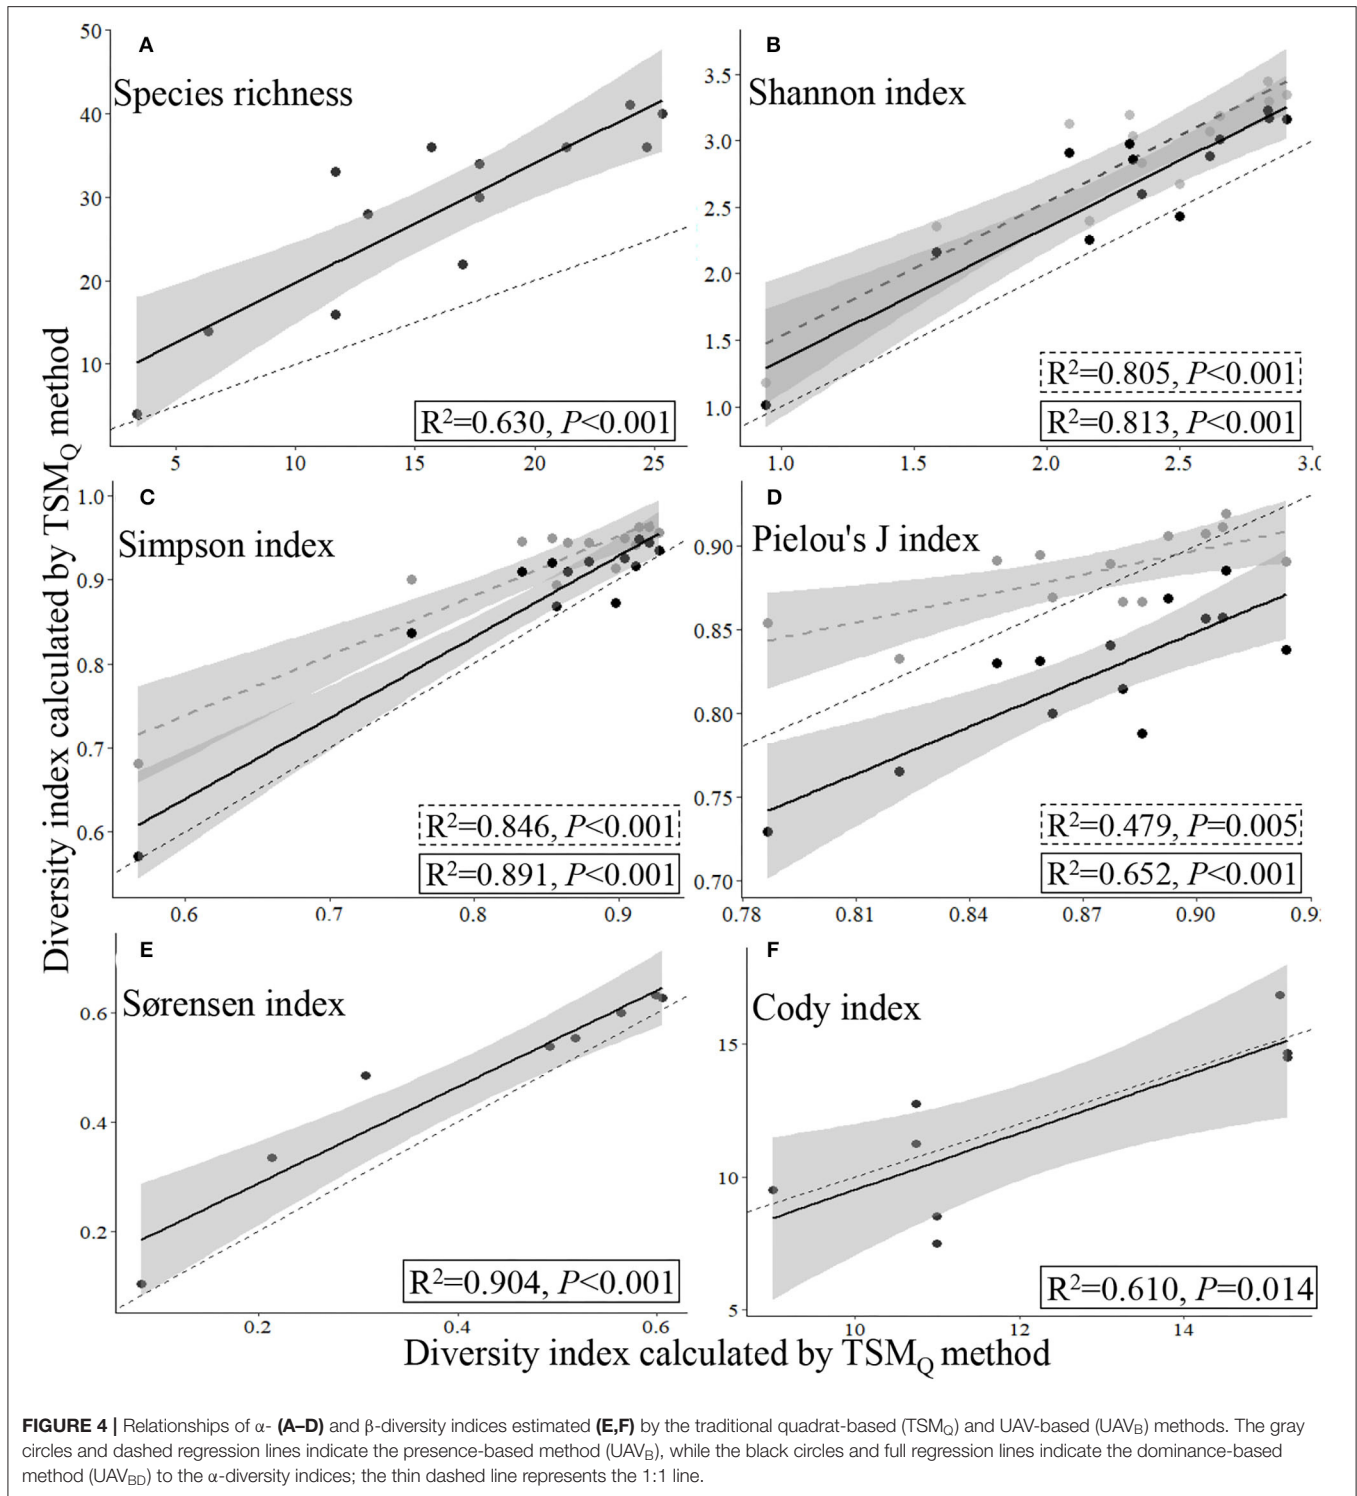 Diversity index calculated by TSMQ method
A
Species richness
50
40
30
20
10
R2=0.630, P<0.001
5 10 15 20 25
B
Shannon index
3.5
3.0
2.5
2.0
1.5
1.0
R2=0.805, P<0.001
R2=0.813, P<0.001
1.0 1.5 2.0 2.5 3.0
C
Simpson index
1.0
0.9
0.8
0.7
0.6
R2=0.846, P<0.001
R2=0.891, P<0.001
0.6 0.7 0.8 0.9
D
Pielou's J index
0.90
0.85
0.80
0.75
0.70
R2=0.479, P=0.005
R2=0.652, P<0.001
0.78 0.81 0.84 0.87 0.90
E
Sørensen index
0.6
0.4
0.2
R2=0.904, P<0.001
0.2 0.4 0.6
F
Cody index
15
10
5
R2=0.610, P=0.014
10 12 14
Diversity index calculated by TSMQ method
FIGURE 4 | Relationships of α- (A–D) and β-diversity indices estimated (E,F) by the traditional quadrat-based (TSMQ) and UAV-based (UAVB) methods. The gray
circles and dashed regression lines indicate the presence-based method (UAVB), while the black circles and full regression lines indicate the dominance-based
method (UAVBD) to the α-diversity indices; the thin dashed line represents the 1:1 line.